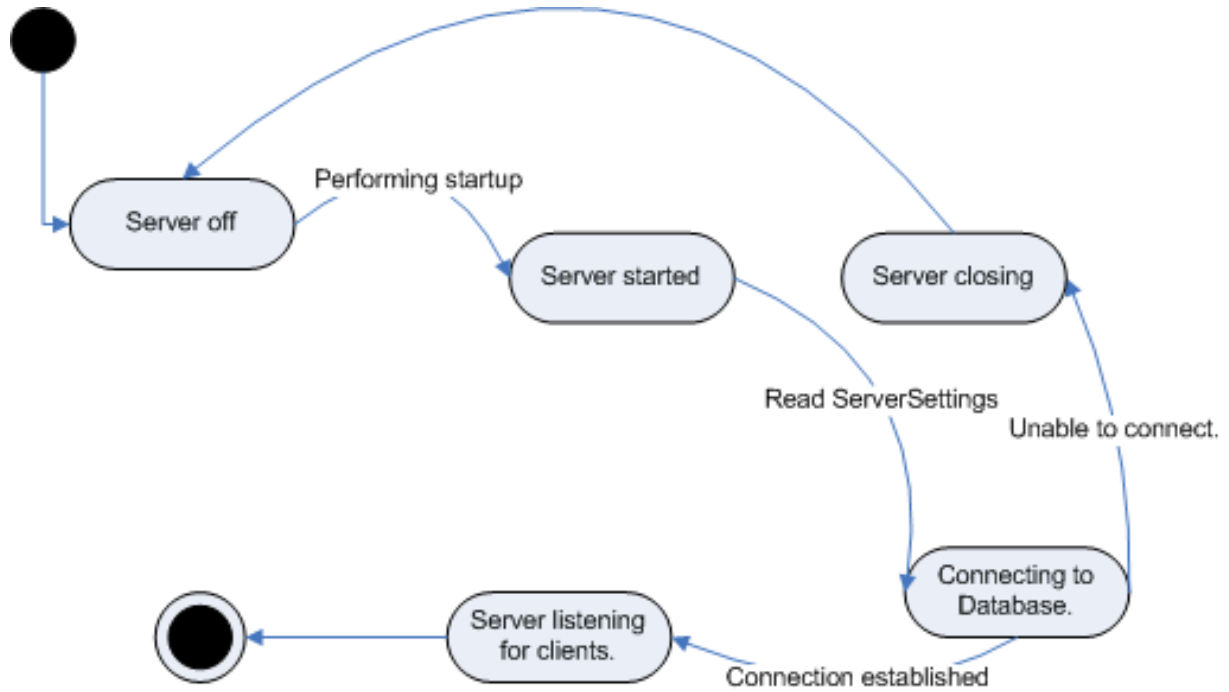 Performing startup
Server off
Server started
Server closing
Read ServerSettings
Unable to connect.
Connecting to
Database.
Server listening
for clients.
Connection established